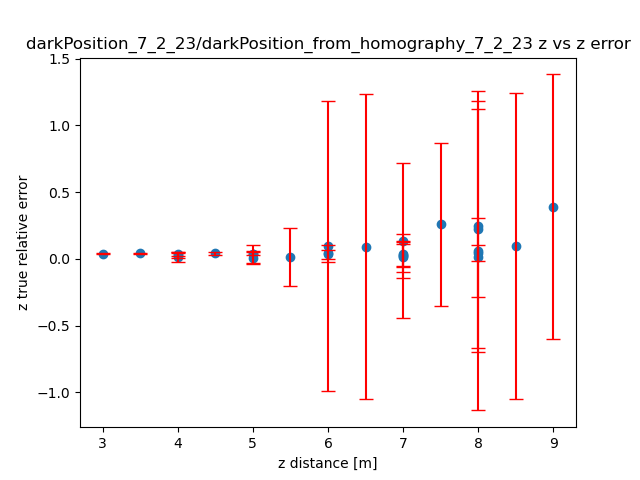 darkPosition_7_2_23/darkPosition_from_homography_7_2_23 z vs z error
1.5
1.0
0.5
0.0
−0.5
−1.0
z true relative error
3 4 5 6 7 8 9
z distance [m]